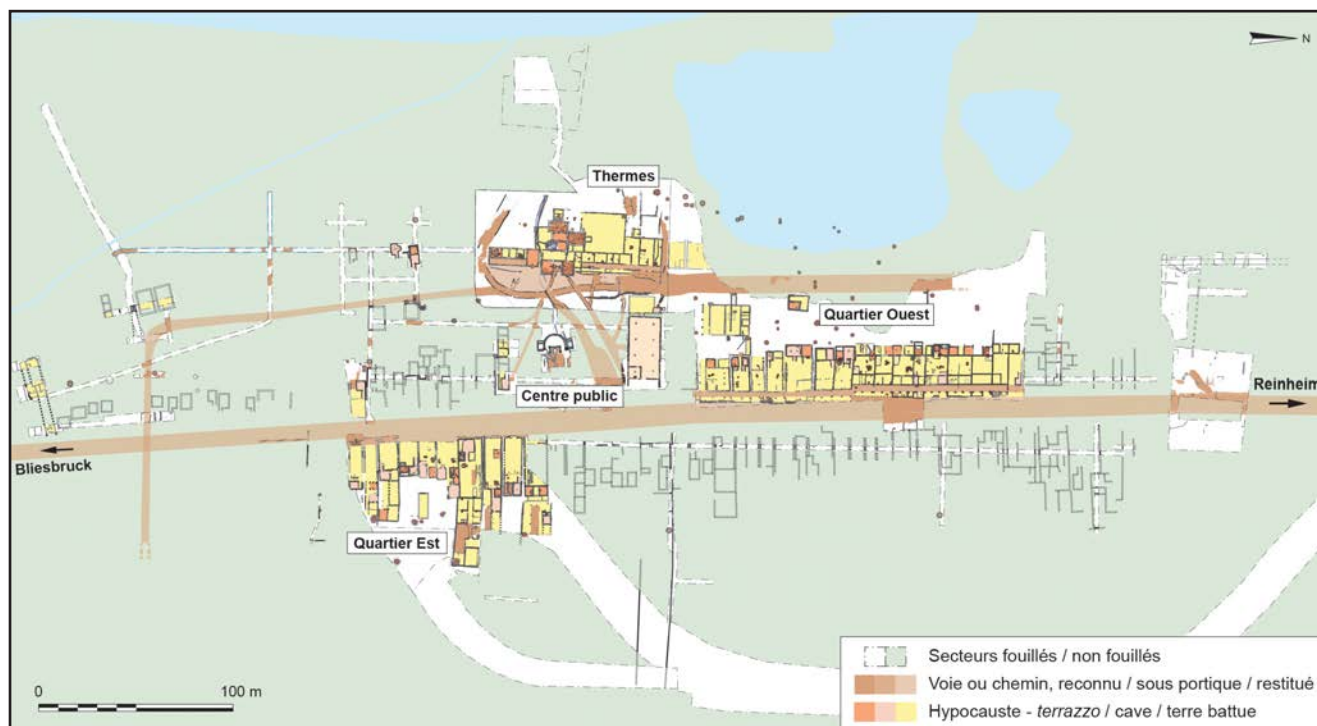 N
Thermes
Quartier Ouest
Centre public
Reinheim
Bliesbruck
Quartier Est
Secteurs fouillés / non fouillés
Voie ou chemin, reconnu / sous portique / restitué
Hypocauste - terrazzo / cave / terre battue
0 100 m